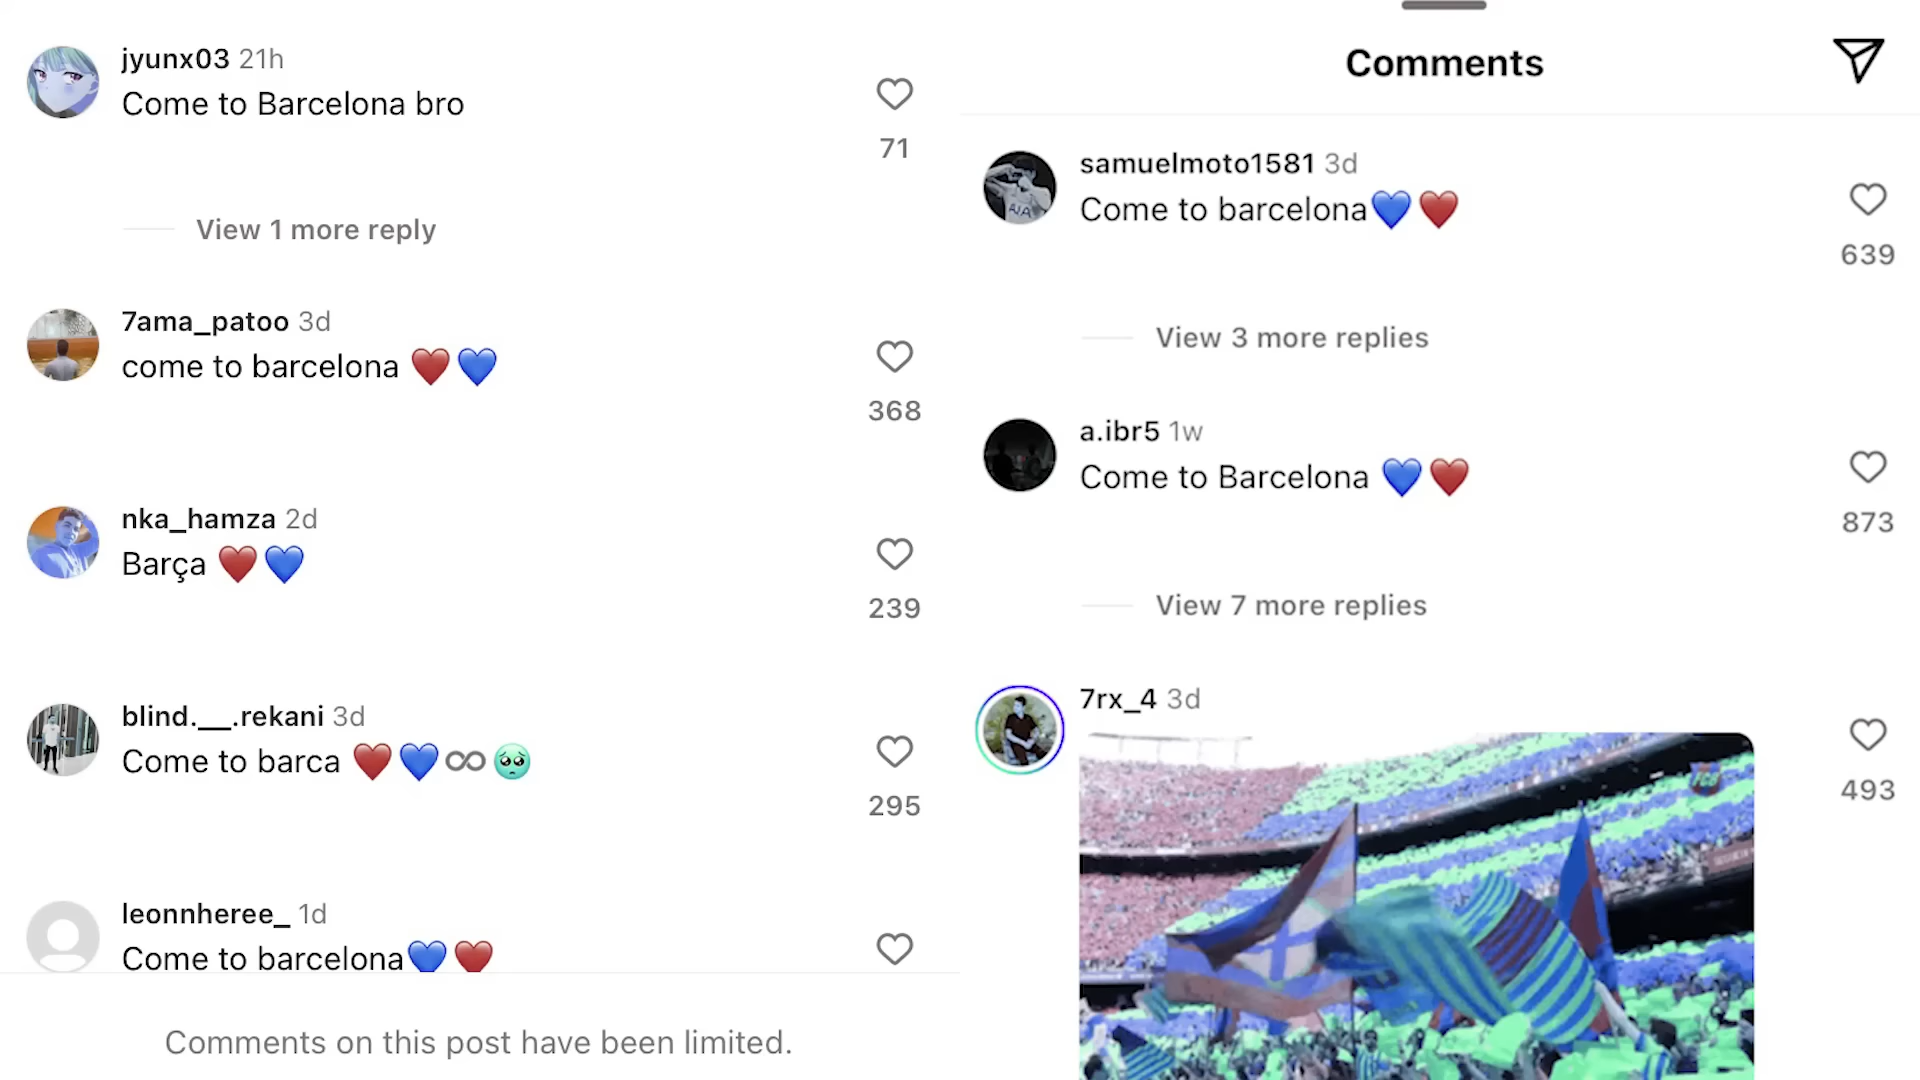 jyunx03 21h
Come to Barcelona bro
71
View 1 more reply
7ama_patoo 3d
come to barcelona ❤️💙
368
nka_hamza 2d
Barça ❤️💙
239
blind.__.rekani 3d
Come to barca ❤️💙♾🥺
295
leonnheree_ 1d
Come to barcelona💙❤️
Comments on this post have been limited.
Comments
samuelmoto1581 3d
Come to barcelona💙❤️
639
View 3 more replies
a.ibr5 1w
Come to Barcelona 💙❤️
873
View 7 more replies
7rx_4 3d
493